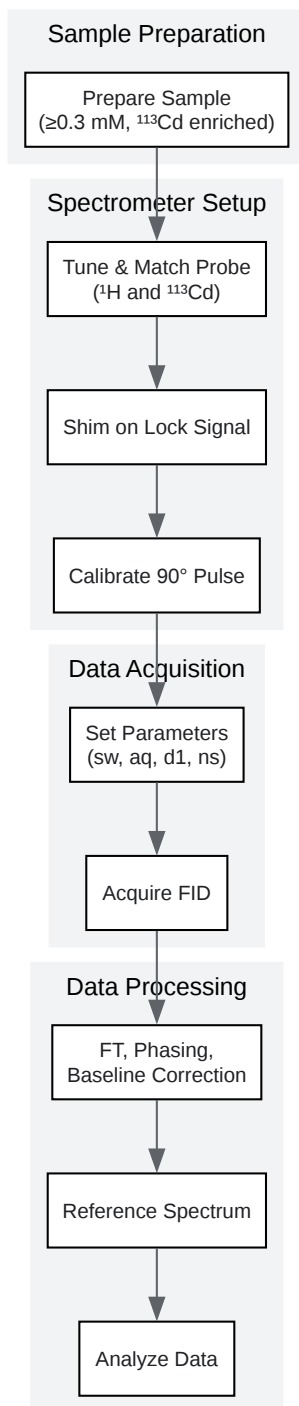 Sample Preparation
Prepare Sample
(≥0.3 mM, ¹¹³Cd enriched)
Spectrometer Setup
Tune & Match Probe
(¹H and ¹¹³Cd)
Shim on Lock Signal
Calibrate 90° Pulse
Data Acquisition
Set Parameters
(sw, aq, d1, ns)
Acquire FID
Data Processing
FT, Phasing,
Baseline Correction
Reference Spectrum
Analyze Data